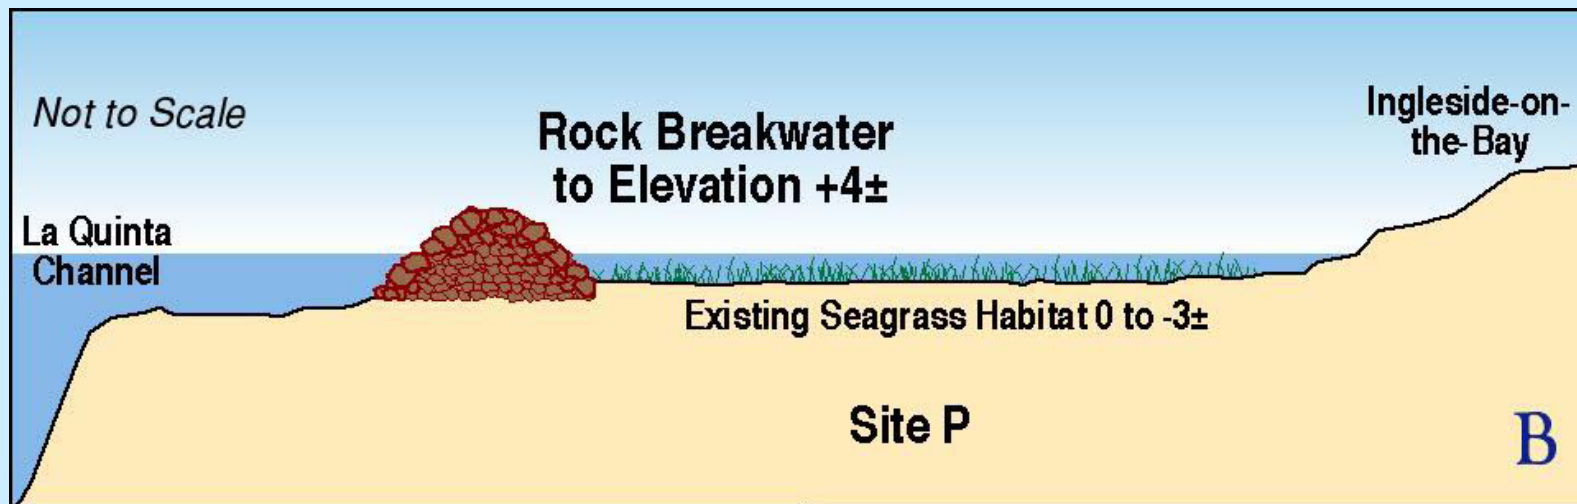 Not to Scale
Rock Breakwater
to Elevation +4±
Ingleside-on-
the-Bay
La Quinta
Channel
Existing Seagrass Habitat 0 to -3±
Site P
B